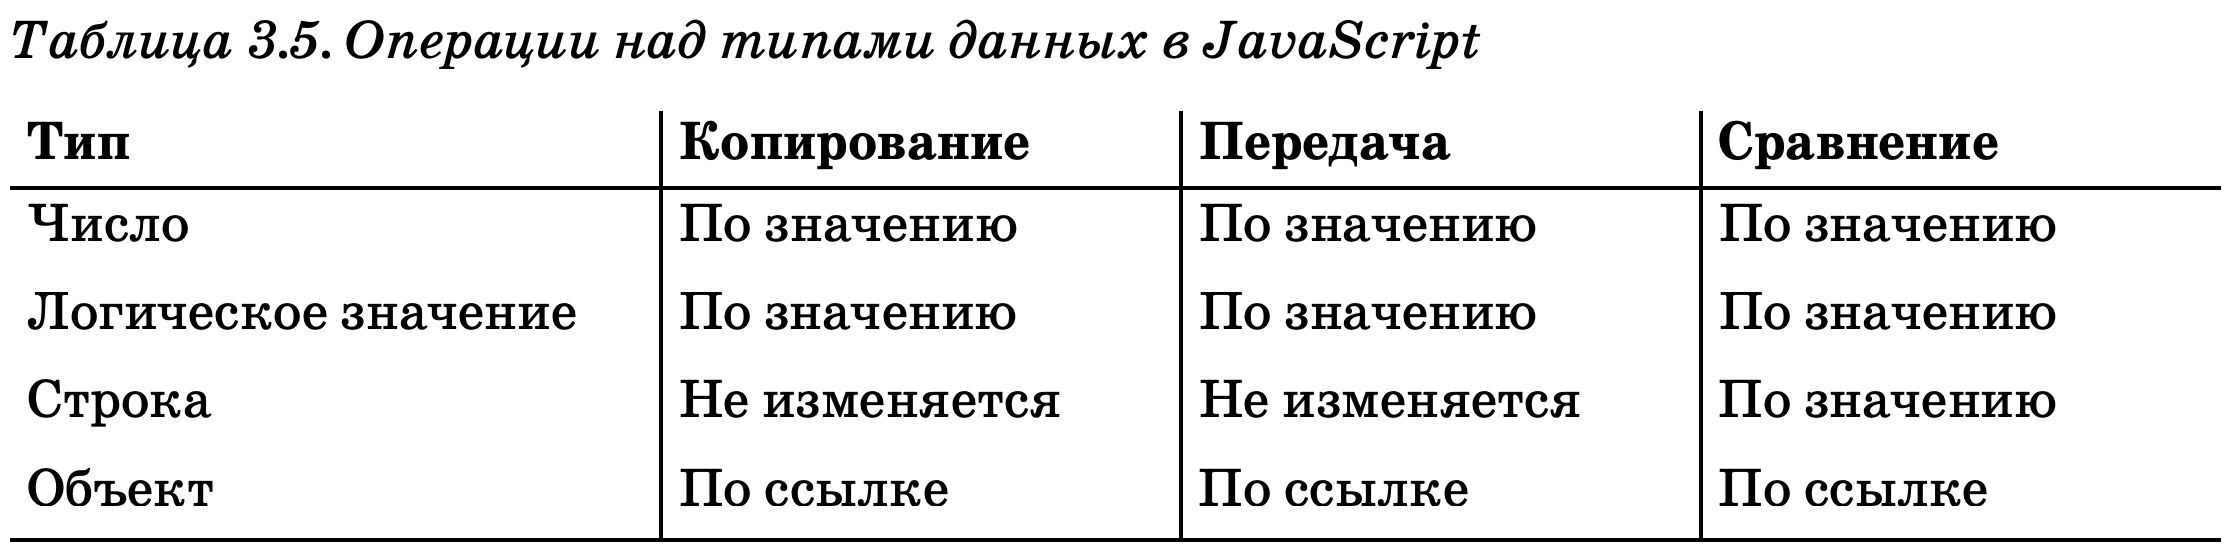 Таблица 3.5. Операции над типами данных в JavaScript
Тип Копирование Передача Сравнение
Число По значению По значению По значению
Логическое значение По значению По значению По значению
Строка Не изменяется Не изменяется По значению
Объект По ссылке По ссылке По ссылке